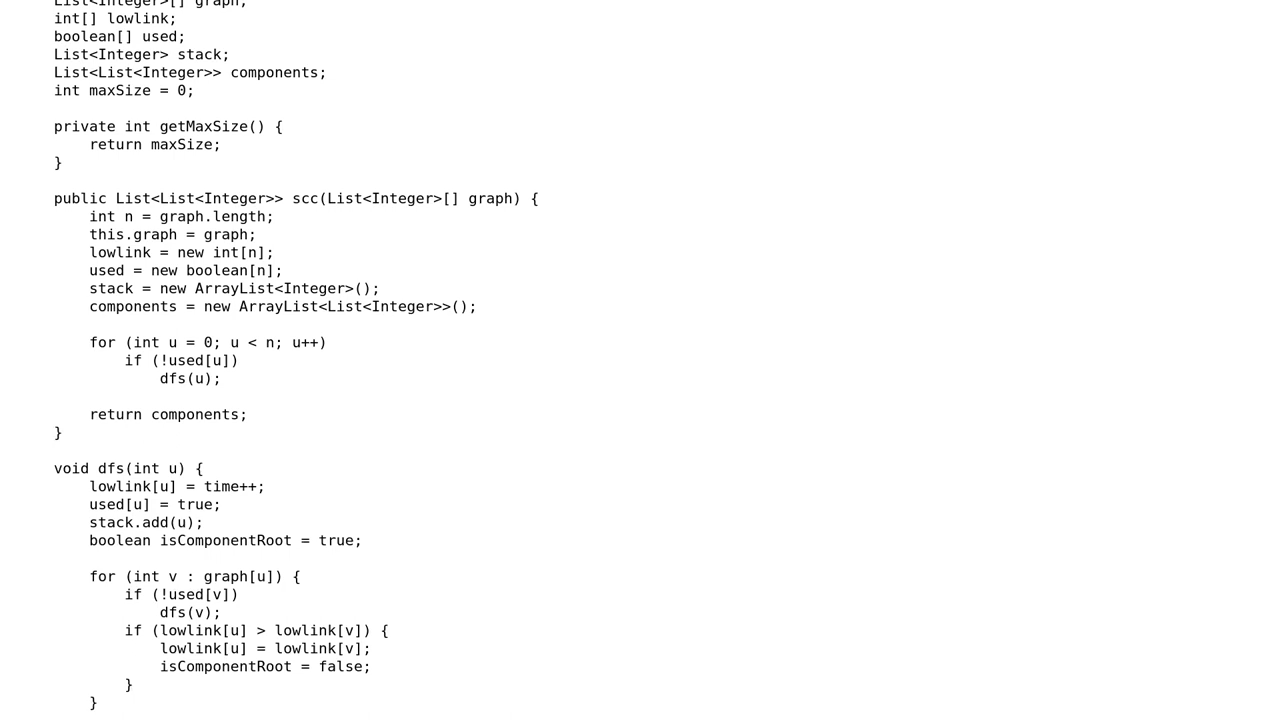 List<Integer>[] graph;
int[] lowlink;
boolean[] used;
List<Integer> stack;
List<List<Integer>> components;
int maxSize = 0;

private int getMaxSize() {
    return maxSize;
}

public List<List<Integer>> scc(List<Integer>[] graph) {
    int n = graph.length;
    this.graph = graph;
    lowlink = new int[n];
    used = new boolean[n];
    stack = new ArrayList<Integer>();
    components = new ArrayList<List<Integer>>();

    for (int u = 0; u < n; u++)
        if (!used[u])
            dfs(u);

    return components;
}

void dfs(int u) {
    lowlink[u] = time++;
    used[u] = true;
    stack.add(u);
    boolean isComponentRoot = true;

    for (int v : graph[u]) {
        if (!used[v])
            dfs(v);
        if (lowlink[u] > lowlink[v]) {
            lowlink[u] = lowlink[v];
            isComponentRoot = false;
        }
    }